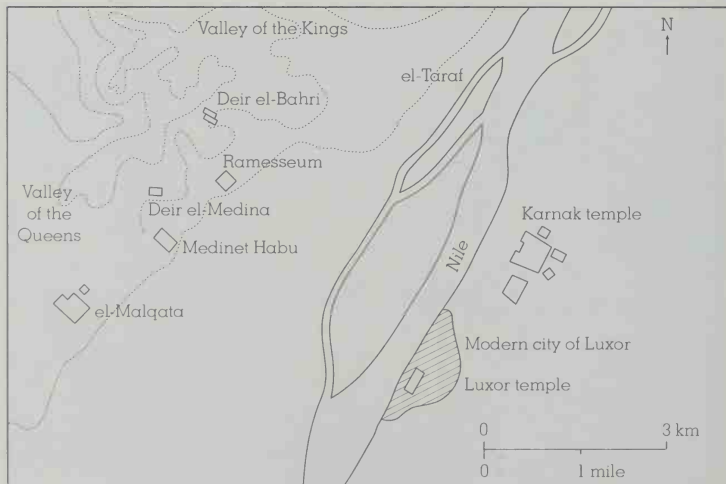 Valley of the Kings
N
el-Taraf
Deir el-Bahri
Ramesseum
Valley
of the
Queens
Deir el-Medina
Karnak temple
Medinet Habu
Nile
el-Malqata
Modern city of Luxor
Luxor temple
0 3 km
0 1 mile